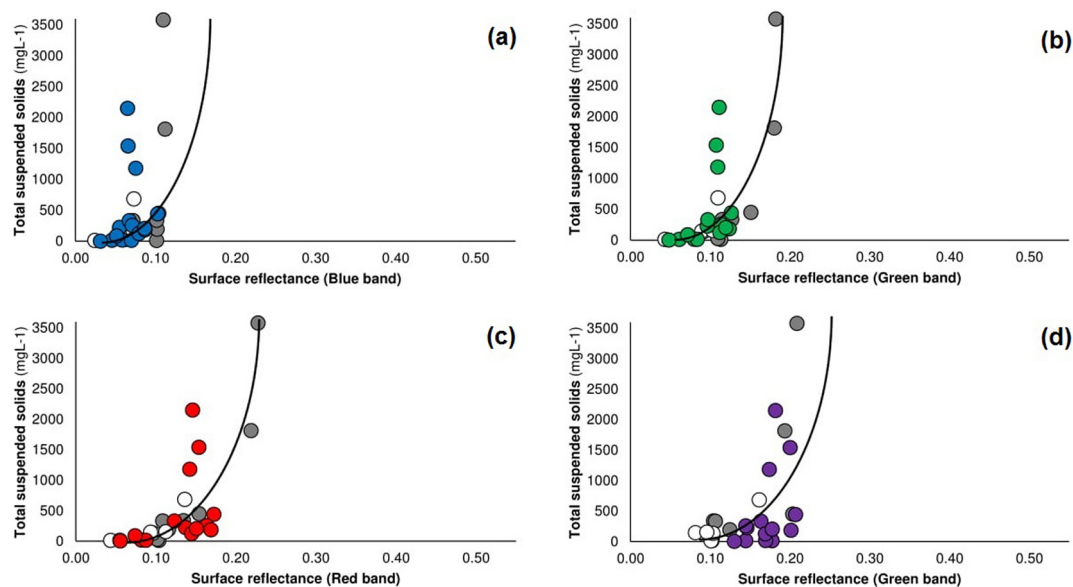 (a)
Total suspended solids (mgL-1)
3500
3000
2500
2000
1500
1000
500
0
0.00 0.10 0.20 0.30 0.40 0.50
Surface reflectance (Blue band)
(b)
Total suspended solids (mgL-1)
3500
3000
2500
2000
1500
1000
500
0
0.00 0.10 0.20 0.30 0.40 0.50
Surface reflectance (Green band)
(c)
Total suspended solids (mgL-1)
3500
3000
2500
2000
1500
1000
500
0
0.00 0.10 0.20 0.30 0.40 0.50
Surface reflectance (Red band)
(d)
Total suspended solids (mgL-1)
3500
3000
2500
2000
1500
1000
500
0
0.00 0.10 0.20 0.30 0.40 0.50
Surface reflectance (Green band)